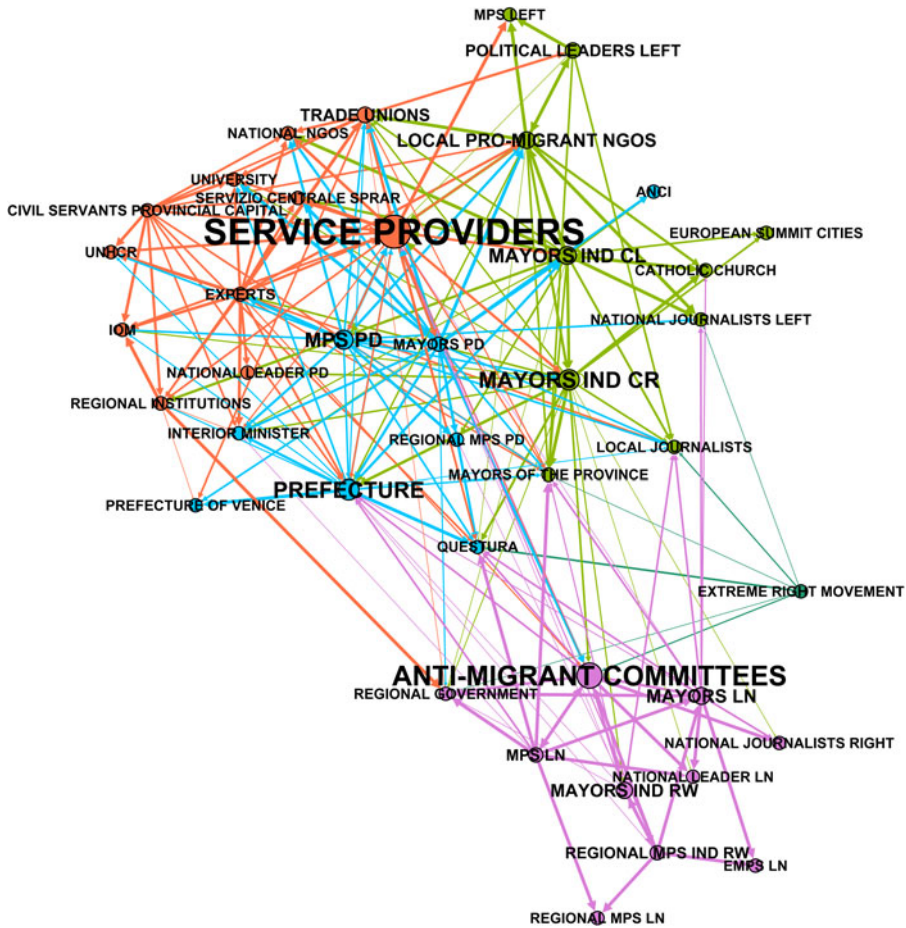 MPS LEFT
POLITICAL LEADERS LEFT
TRADE UNIONS
NATIONAL NGOS
LOCAL PRO-MIGRANT NGOS
UNIVERSITY
ANCI
SERVIZIO CENTRALE SPRAR
CIVIL SERVANTS PROVINCIAL CAPITAL
SERVICE PROVIDERS
EUROPEAN SUMMIT CITIES
UNHCR
MAYORS IND CL
CATHOLIC CHURCH
EXPERTS
IOM
NATIONAL JOURNALISTS LEFT
MPS PD
MAYORS PD
NATIONAL LEADER PD
MAYORS IND CR
REGIONAL INSTITUTIONS
INTERIOR MINISTER
REGIONAL MPS PD
LOCAL JOURNALISTS
MAYORS OF THE PROVINCE
PREFECTURE
PREFECTURE OF VENICE
QUESTURA
EXTREME RIGHT MOVEMENT
ANTI-MIGRANT COMMITTEES
REGIONAL GOVERNMENT
MAYORS LN
NATIONAL JOURNALISTS RIGHT
MPS LN
NATIONAL LEADER LN
MAYORS IND RW
REGIONAL MPS IND RW
EMPS LN
REGIONAL MPS LN